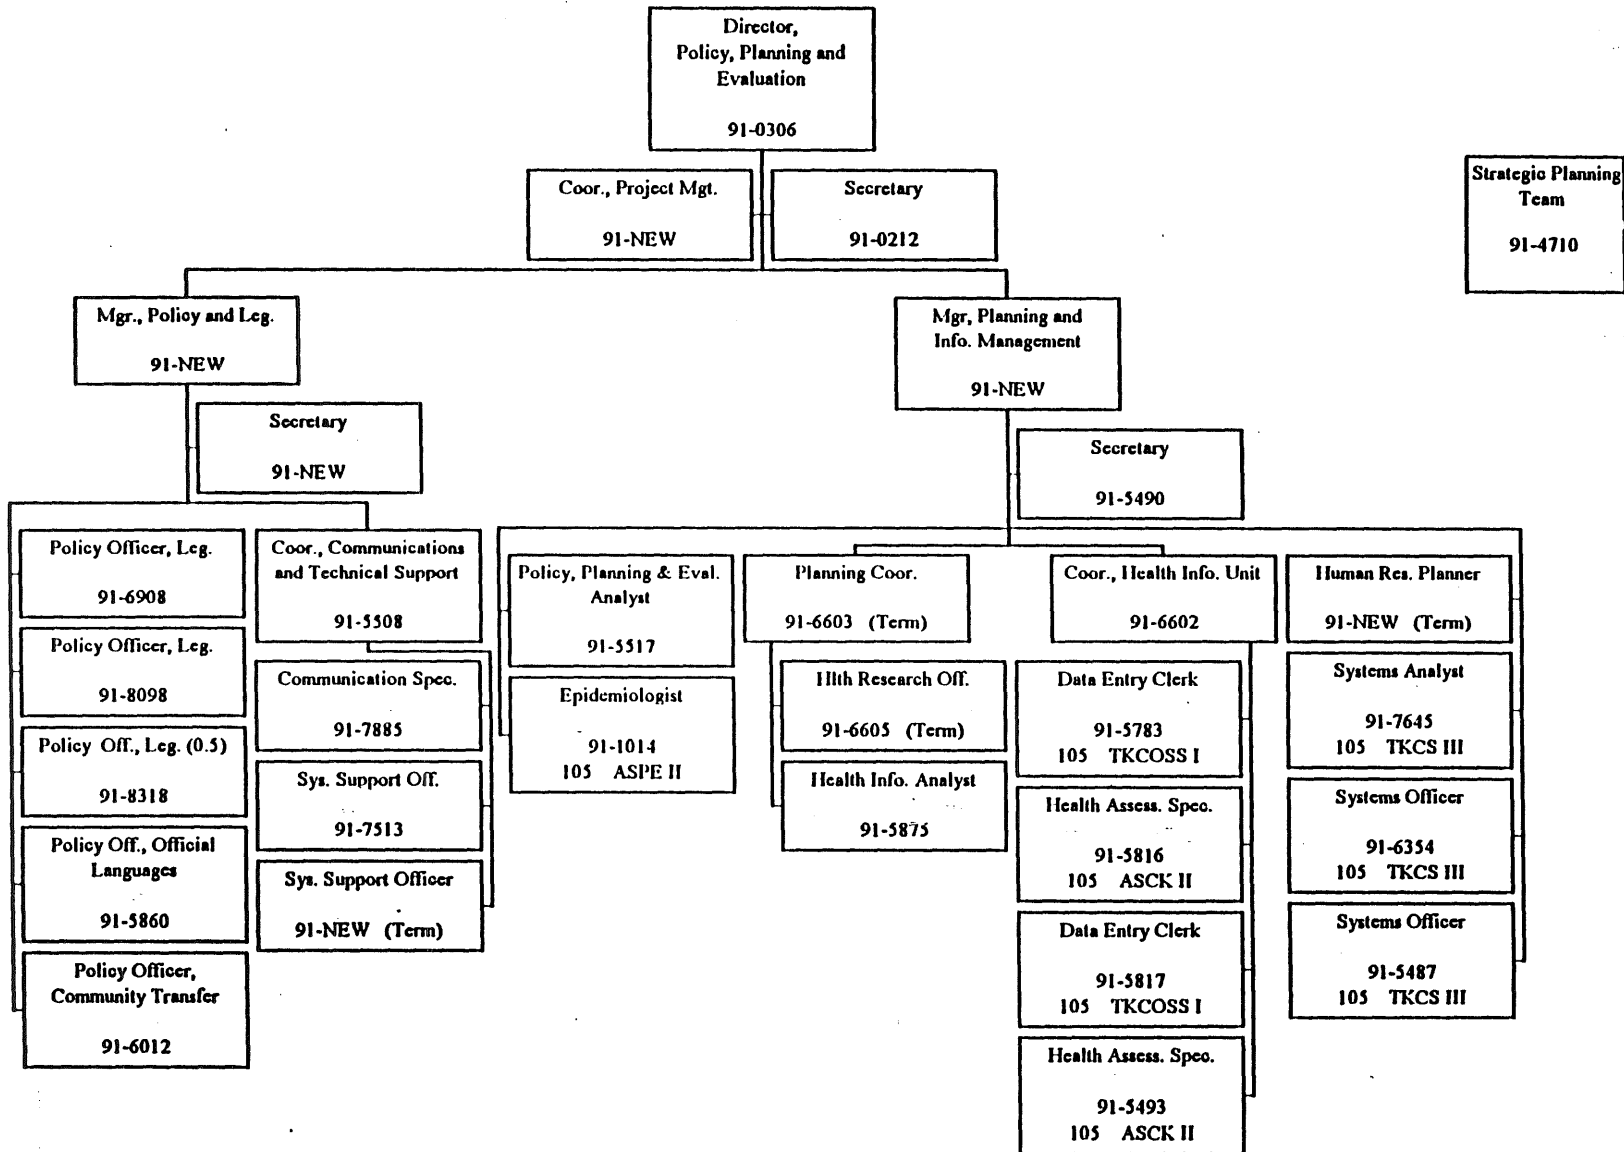 Director,
Policy, Planning and
Evaluation
91-0306
Coor., Project Mgt.
91-NEW
Secretary
91-0212
Strategic Planning
Team
91-4710
Mgr., Policy and Leg.
91-NEW
Mgr, Planning and
Info. Management
91-NEW
Secretary
91-NEW
Secretary
91-5490
Policy Officer, Leg.
91-6908
Policy Officer, Leg.
91-8098
Policy Off., Leg. (0.5)
91-8318
Policy Off., Official
Languages
91-5860
Policy Officer,
Community Transfer
91-6012
Coor., Communications
and Technical Support
91-5508
Communication Spec.
91-7885
Sys. Support Off.
91-7513
Sys. Support Officer
91-NEW (Term)
Policy, Planning & Eval.
Analyst
91-5517
Epidemiologist
91-1014
105 ASPE II
Planning Coor.
91-6603 (Term)
Hlth Research Off.
91-6605 (Term)
Health Info. Analyst
91-5875
Coor., Health Info. Unit
91-6602
Data Entry Clerk
91-5783
105 TKCOSS I
Health Assess. Spec.
91-5816
105 ASCK II
Data Entry Clerk
91-5817
105 TKCOSS I
Health Assess. Spec.
91-5493
105 ASCK II
Human Res. Planner
91-NEW (Term)
Systems Analyst
91-7645
105 TKCS III
Systems Officer
91-6354
105 TKCS III
Systems Officer
91-5487
105 TKCS III